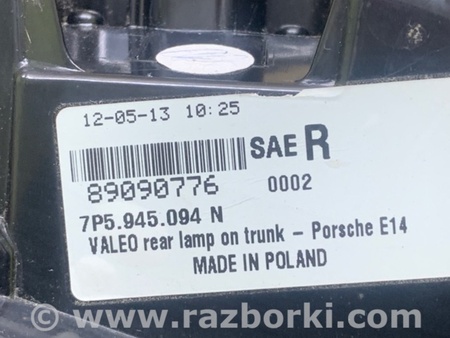 12-05-13 10:25
SAE R
89090776 0002
7P5.945.094 N
VALEO rear lamp on trunk – Porsche E14
MADE IN POLAND
www.razborki.com